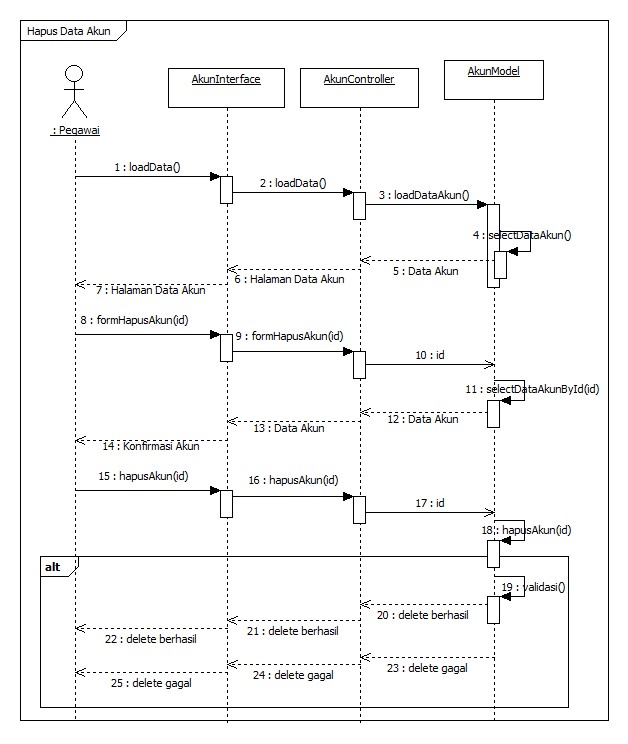 Hapus Data Akun
AkunInterface
AkunController
AkunModel
: Pegawai
1 : loadData()
2 : loadData()
3 : loadDataAkun()
4 : selectDataAkun()
5 : Data Akun
6 : Halaman Data Akun
7 : Halaman Data Akun
8 : formHapusAkun(id)
9 : formHapusAkun(id)
10 : id
11 : selectDataAkunById(id)
12 : Data Akun
13 : Data Akun
14 : Konfirmasi Akun
15 : hapusAkun(id)
16 : hapusAkun(id)
17 : id
18 : hapusAkun(id)
alt
19 : validasi()
20 : delete berhasil
21 : delete berhasil
22 : delete berhasil
23 : delete gagal
24 : delete gagal
25 : delete gagal